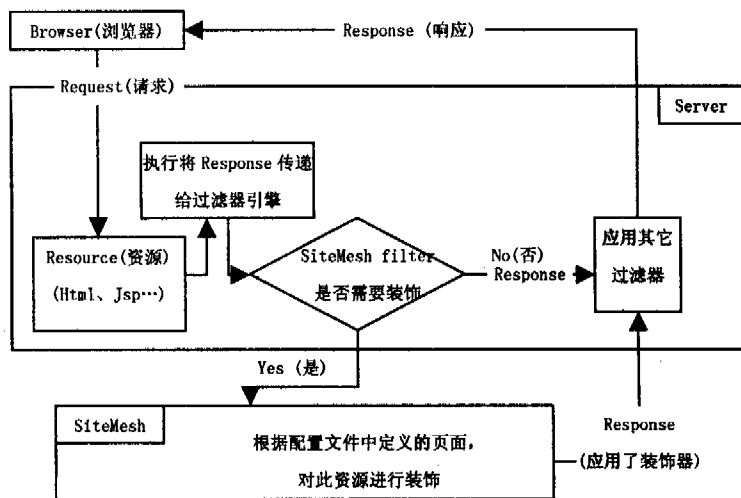 Browser(浏览器)
Response (响应)
Request(请求)
Server
执行将 Response 传递
给过滤器引擎
Resource(资源)
(Html、Jsp…)
SiteMesh filter
是否需要装饰
No(否)
Response
应用其它
过滤器
Yes (是)
SiteMesh
根据配置文件中定义的页面,
对此资源进行装饰
Response
(应用了装饰器)